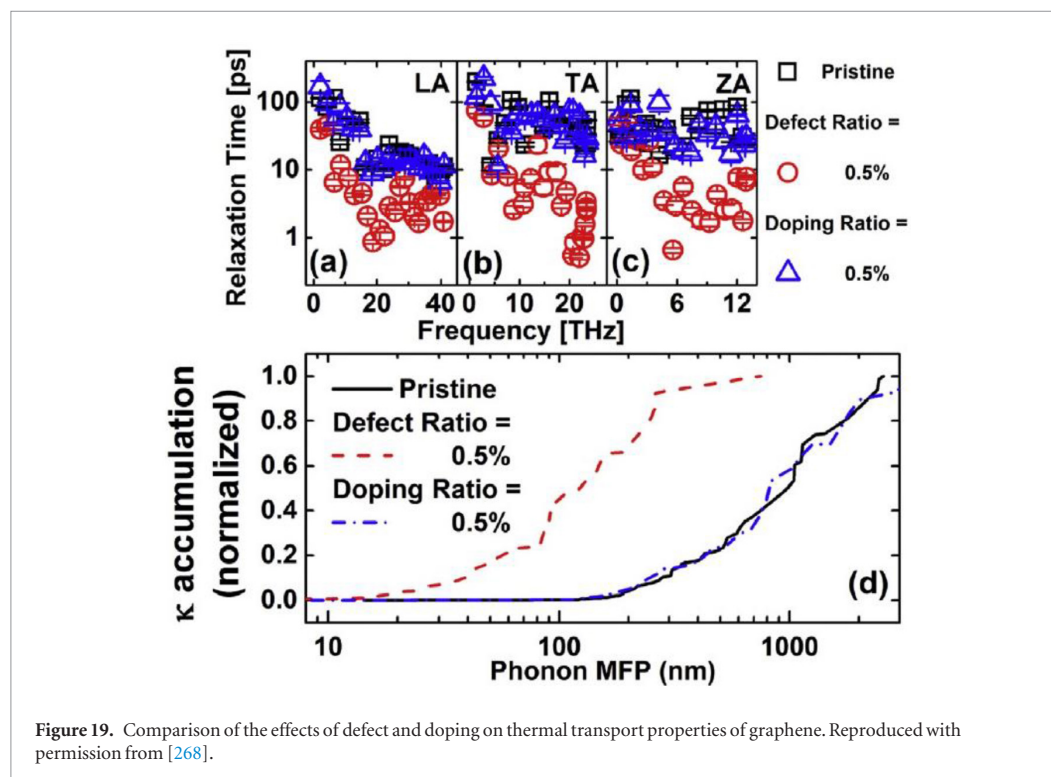 Relaxation Time [ps]
100
10
1
LA
(a)
TA
(b)
ZA
(c)
0 20 40 0 10 20 0 6 12
Frequency [THz]
Pristine
Defect Ratio =
0.5%
Doping Ratio =
0.5%
κ accumulation
(normalized)
1.0
0.8
0.6
0.4
0.2
0.0
Pristine
Defect Ratio =
0.5%
Doping Ratio =
0.5%
(d)
10 100 1000
Phonon MFP (nm)
Figure 19. Comparison of the effects of defect and doping on thermal transport properties of graphene. Reproduced with
permission from [268].